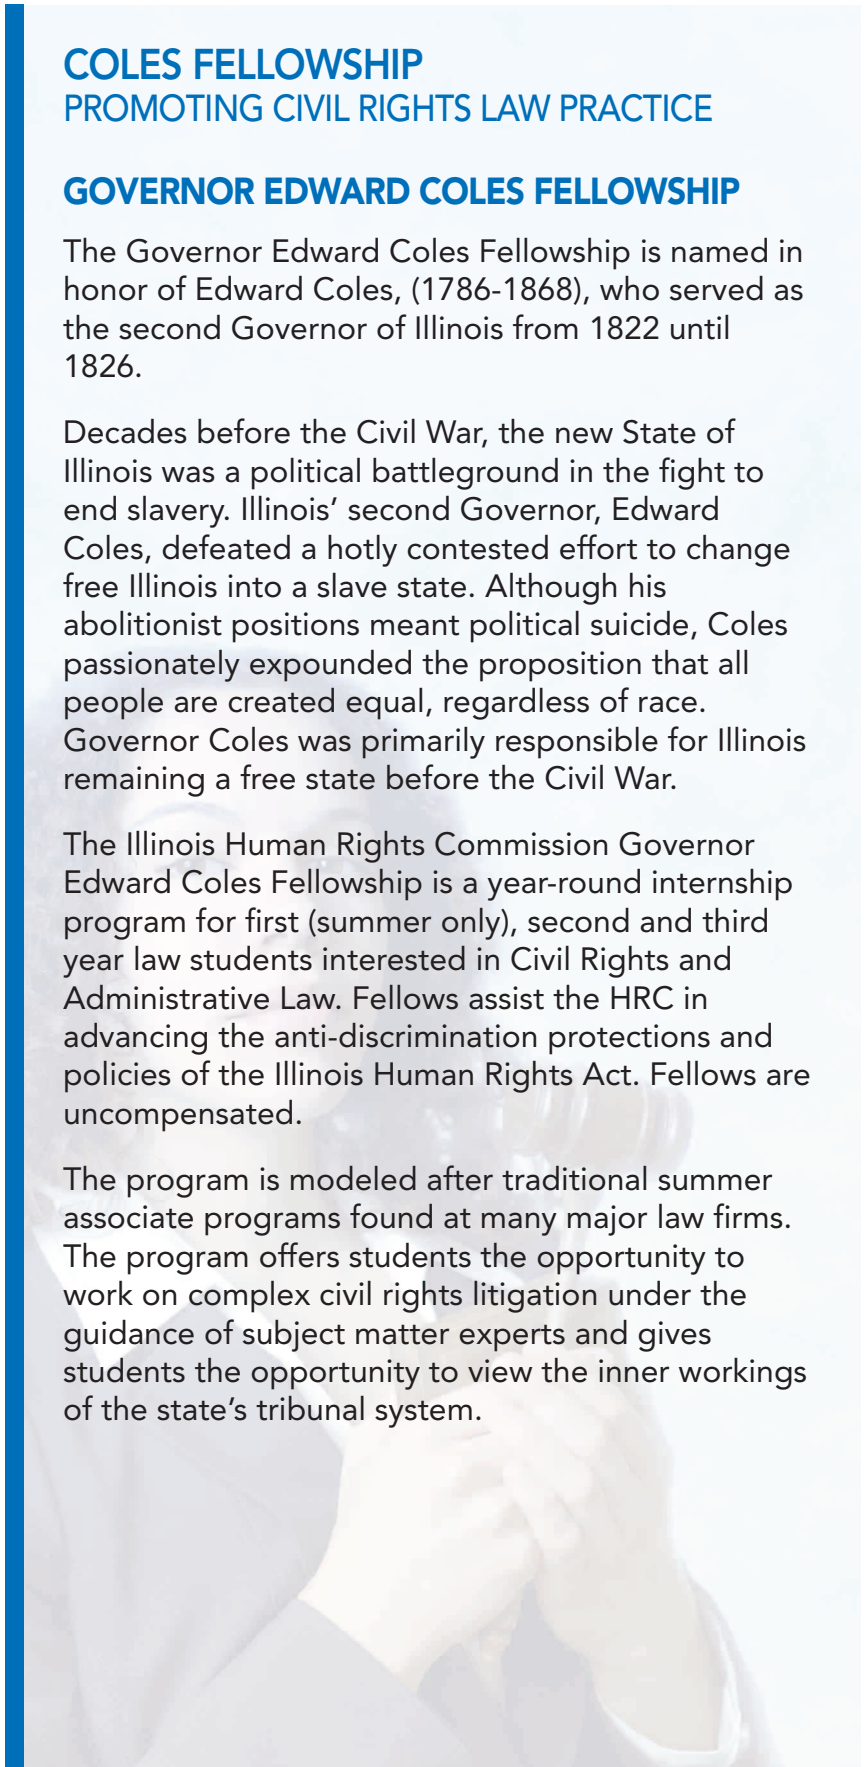 COLES FELLOWSHIP
PROMOTING CIVIL RIGHTS LAW PRACTICE
GOVERNOR EDWARD COLES FELLOWSHIP
The Governor Edward Coles Fellowship is named in
honor of Edward Coles, (1786-1868), who served as
the second Governor of Illinois from 1822 until
1826.
Decades before the Civil War, the new State of
Illinois was a political battleground in the fight to
end slavery. Illinois’ second Governor, Edward
Coles, defeated a hotly contested effort to change
free Illinois into a slave state. Although his
abolitionist positions meant political suicide, Coles
passionately expounded the proposition that all
people are created equal, regardless of race.
Governor Coles was primarily responsible for Illinois
remaining a free state before the Civil War.
The Illinois Human Rights Commission Governor
Edward Coles Fellowship is a year-round internship
program for first (summer only), second and third
year law students interested in Civil Rights and
Administrative Law. Fellows assist the HRC in
advancing the anti-discrimination protections and
policies of the Illinois Human Rights Act. Fellows are
uncompensated.
The program is modeled after traditional summer
associate programs found at many major law firms.
The program offers students the opportunity to
work on complex civil rights litigation under the
guidance of subject matter experts and gives
students the opportunity to view the inner workings
of the state’s tribunal system.